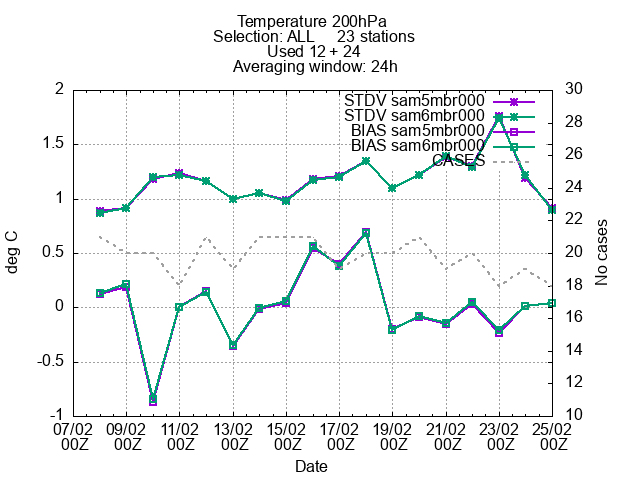 Temperature 200hPa
Selection: ALL 23 stations
Used 12 + 24
Averaging window: 24h
2 30
STDV sam5mbr000
28
STDV sam6mbr000
1.5 BIAS sam5mbr000
26 BIAS sam6mbr000
CASES
24
1
22
deg C
0.5 20
No cases
18
0
16
-0.5 14
12
-1 10
07/02 09/02 11/02 13/02 15/02 17/02 19/02 21/02 23/02 25/02
00Z 00Z 00Z 00Z 00Z 00Z 00Z 00Z 00Z 00Z
Date